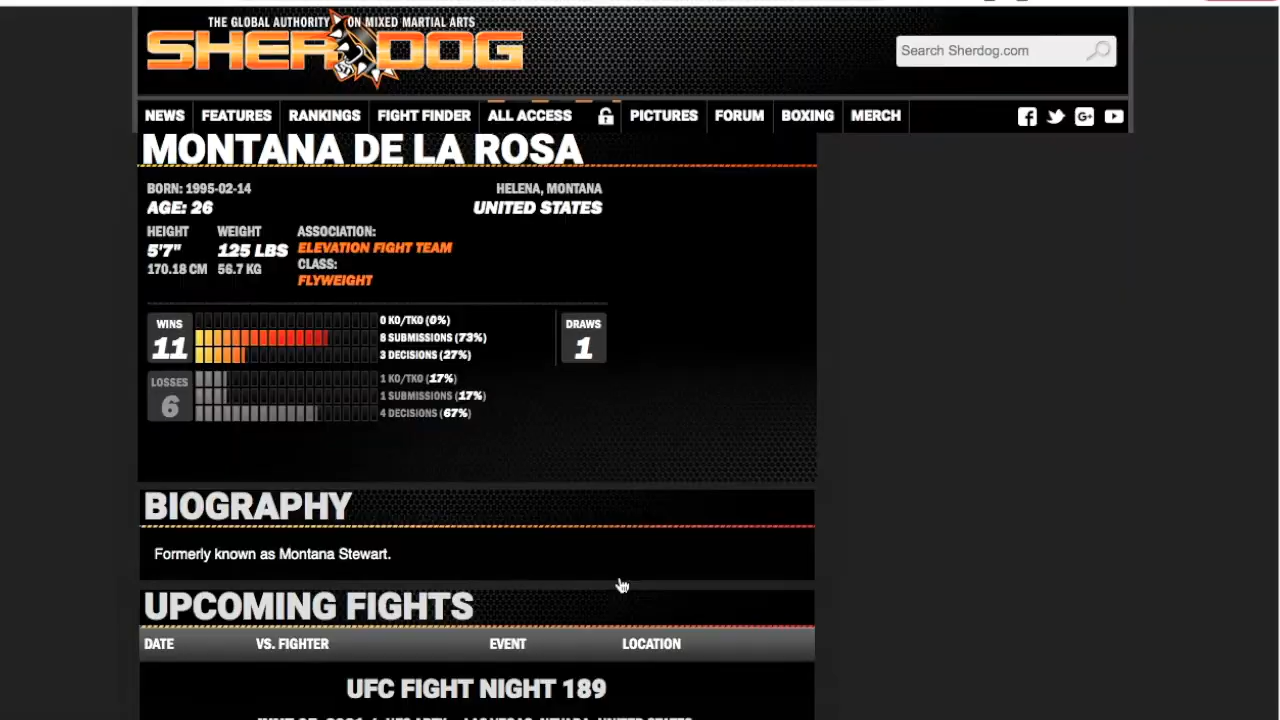 THE GLOBAL AUTHORITY ON MIXED MARTIAL ARTS
SHERDOG
Search Sherdog.com
NEWS FEATURES RANKINGS FIGHT FINDER ALL ACCESS PICTURES FORUM BOXING MERCH
MONTANA DE LA ROSA
BORN: 1995-02-14 HELENA, MONTANA
AGE: 26 UNITED STATES
HEIGHT WEIGHT ASSOCIATION:
5'7" 125 LBS ELEVATION FIGHT TEAM
170.18 CM 56.7 KG CLASS:
FLYWEIGHT
WINS 0 KO/TKO (0%) DRAWS
11 8 SUBMISSIONS (73%) 1
3 DECISIONS (27%)
LOSSES 1 KO/TKO (17%)
6 1 SUBMISSIONS (17%)
4 DECISIONS (67%)
BIOGRAPHY
Formerly known as Montana Stewart.
UPCOMING FIGHTS
DATE VS. FIGHTER EVENT LOCATION
UFC FIGHT NIGHT 189